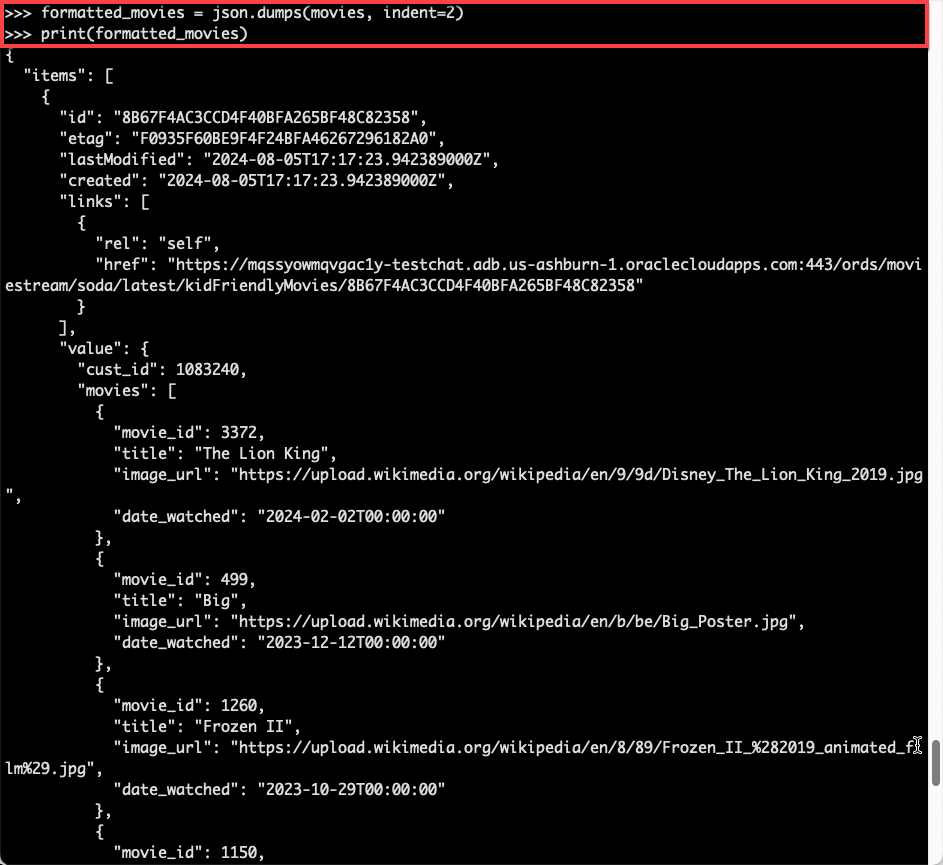 >>> formatted_movies = json.dumps(movies, indent=2)
>>> print(formatted_movies)
{
  "items": [
    {
      "id": "8B67F4AC3CCD4F40BFA265BF48C82358",
      "etag": "F0935F60BE9F4F24BFA46267296182A0",
      "lastModified": "2024-08-05T17:17:23.942389000Z",
      "created": "2024-08-05T17:17:23.942389000Z",
      "links": [
        {
          "rel": "self",
          "href": "https://mqssyowmqvgac1y-testchat.adb.us-ashburn-1.oraclecloudapps.com:443/ords/movi
estream/soda/latest/kidFriendlyMovies/8B67F4AC3CCD4F40BFA265BF48C82358"
        }
      ],
      "value": {
        "cust_id": 1083240,
        "movies": [
          {
            "movie_id": 3372,
            "title": "The Lion King",
            "image_url": "https://upload.wikimedia.org/wikipedia/en/9/9d/Disney_The_Lion_King_2019.jpg
",
            "date_watched": "2024-02-02T00:00:00"
          },
          {
            "movie_id": 499,
            "title": "Big",
            "image_url": "https://upload.wikimedia.org/wikipedia/en/b/be/Big_Poster.jpg",
            "date_watched": "2023-12-12T00:00:00"
          },
          {
            "movie_id": 1260,
            "title": "Frozen II",
            "image_url": "https://upload.wikimedia.org/wikipedia/en/8/89/Frozen_II_%282019_animated_fi
lm%29.jpg",
            "date_watched": "2023-10-29T00:00:00"
          },
          {
            "movie_id": 1150,